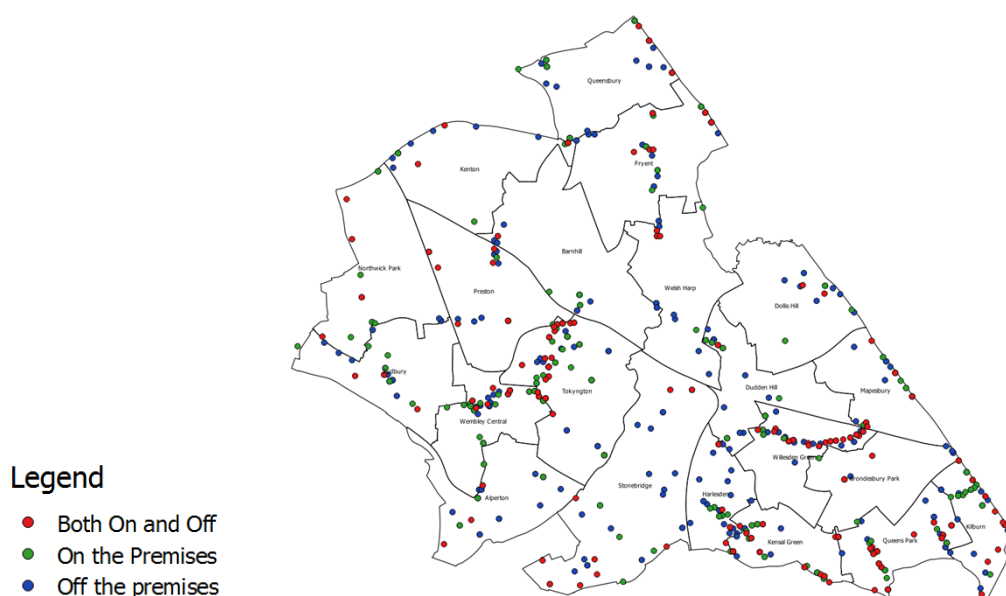 Queensbury
Kenton
Fryent
Barnhill
Northwick Park
Preston
Welsh Harp
Dollis Hill
Mapesbury
Dudden Hill
Tokyngton
Wembley Central
Willesden Green
Stonebridge
Alperton
Harlesden
Kensal Green
Queens Park
Kilburn
Legend
Both On and Off
On the Premises
Off the premises